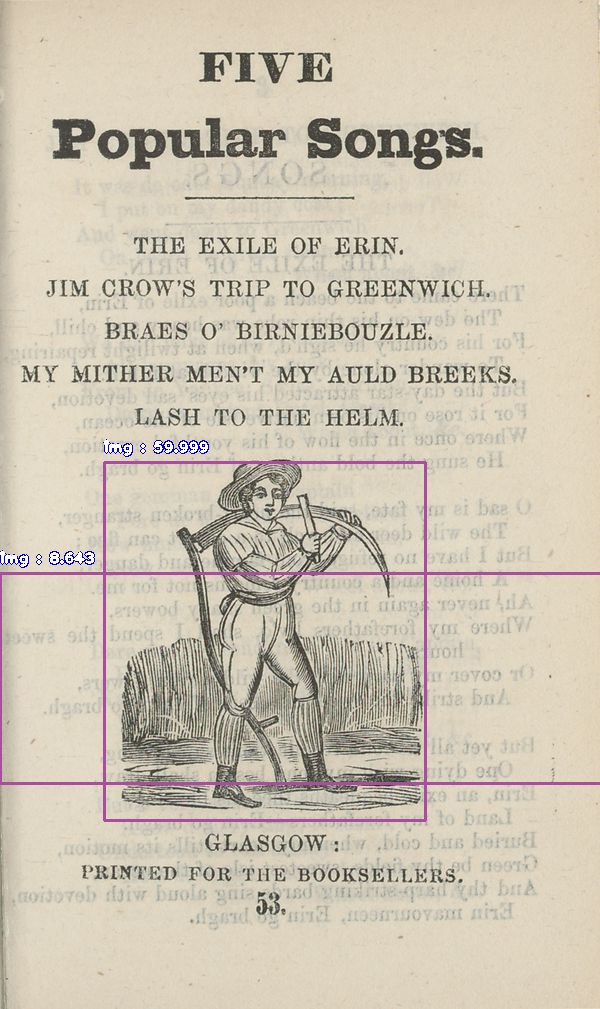 FIVE
Popular Songs.
THE EXILE OF ERIN.
JIM CROW'S TRIP TO GREENWICH.
BRAES O' BIRNIEBOUZLE.
MY MITHER MEN'T MY AULD BREEKS.
LASH TO THE HELM.
img : 59.999
img : 8.643
GLASGOW:
PRINTED FOR THE BOOKSELLERS.
53.